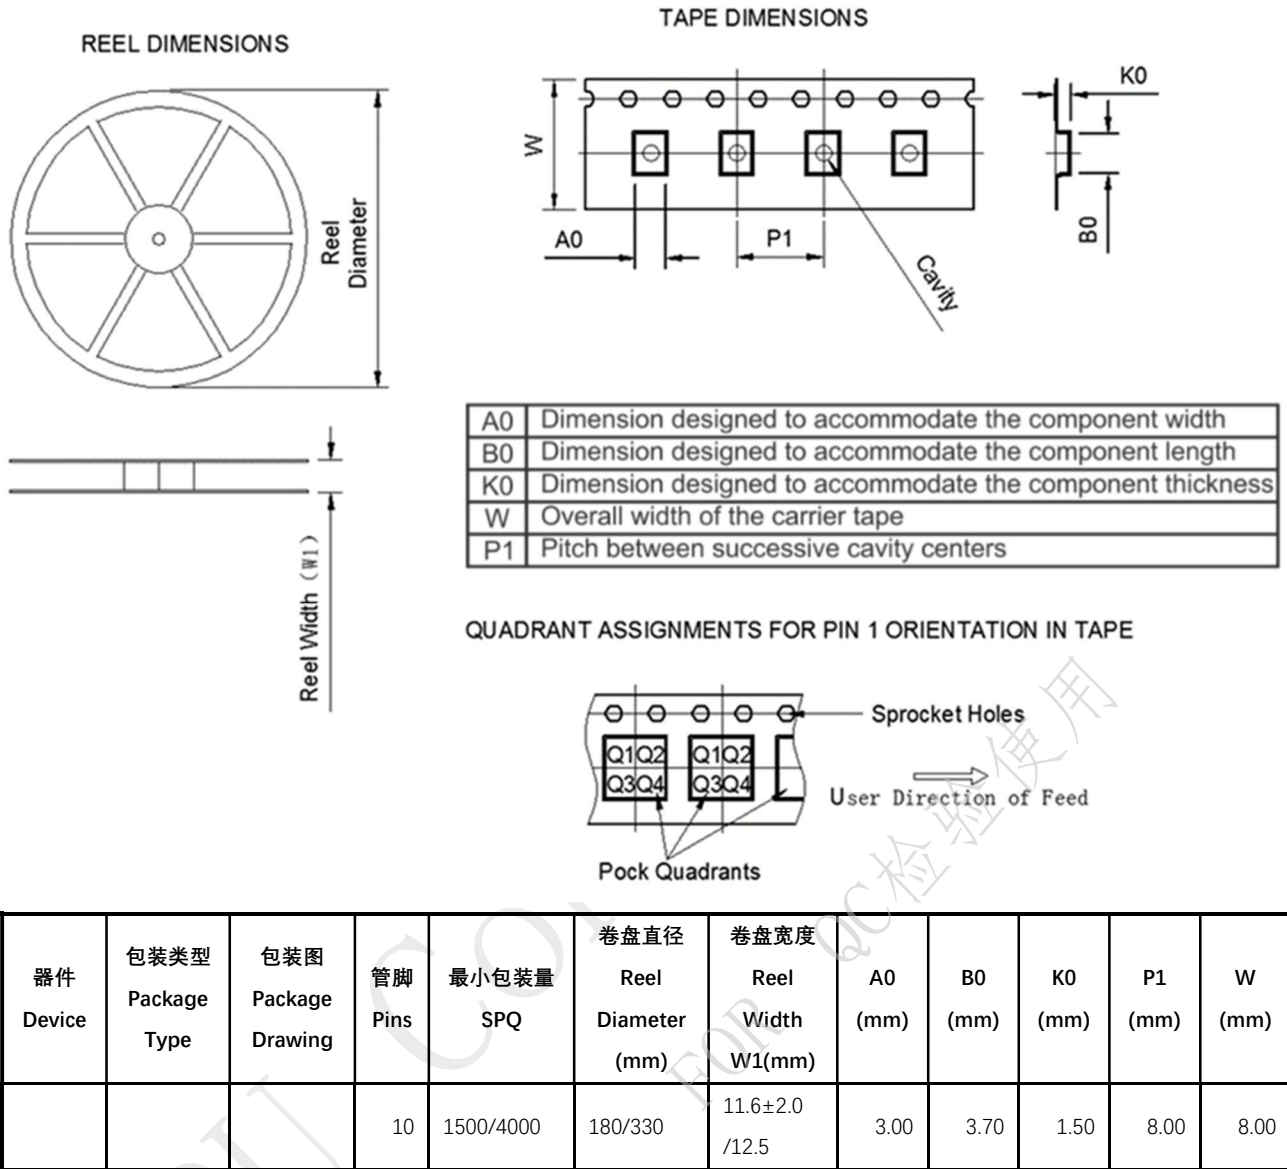 REEL DIMENSIONS
TAPE DIMENSIONS
Reel
Diameter
W
A0
P1
Cavity
K0
B0
Reel Width（W1）
A0 Dimension designed to accommodate the component width
B0 Dimension designed to accommodate the component length
K0 Dimension designed to accommodate the component thickness
W Overall width of the carrier tape
P1 Pitch between successive cavity centers
QUADRANT ASSIGNMENTS FOR PIN 1 ORIENTATION IN TAPE
Sprocket Holes
Q1 Q2 Q1 Q2
Q3 Q4 Q3 Q4
User Direction of Feed
Pock Quadrants
器件
Device
包装类型
Package
Type
包装图
Package
Drawing
管脚
Pins
最小包装量
SPQ
卷盘直径
Reel
Diameter
(mm)
卷盘宽度
Reel
Width
W1(mm)
A0
(mm)
B0
(mm)
K0
(mm)
P1
(mm)
W
(mm)
10
1500/4000
180/330
11.6±2.0
/12.5
3.00
3.70
1.50
8.00
8.00
FOR QC检验使用